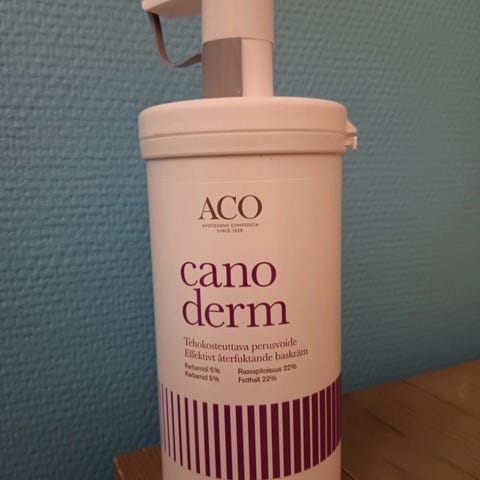 ACO
APOTEKENS COMPOSITA
SINCE 1939
cano
derm
Tehokosteuttava perusvoide
Effektivt återfuktande baskräm
Karbamidi 5% Rasvapitoisuus 22%
Karbamid 5% Fetthalt 22%